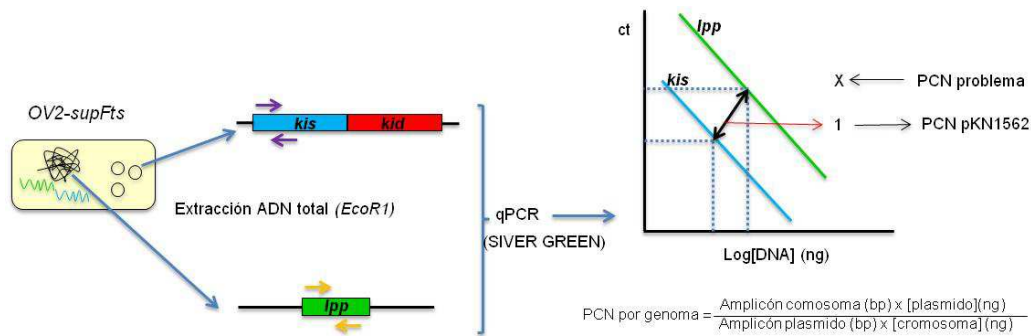 OV2-supFts
kis
kid
Extracción ADN total (EcoR1)
lpp
qPCR
(SIVER GREEN)
ct
lpp
kis
X
PCN problema
1
PCN pKN1562
Log[DNA] (ng)
PCN por genoma = Amplicón comosoma (bp) x [plasmido](ng)
Amplicón plasmido (bp) x [cromosoma] (ng)